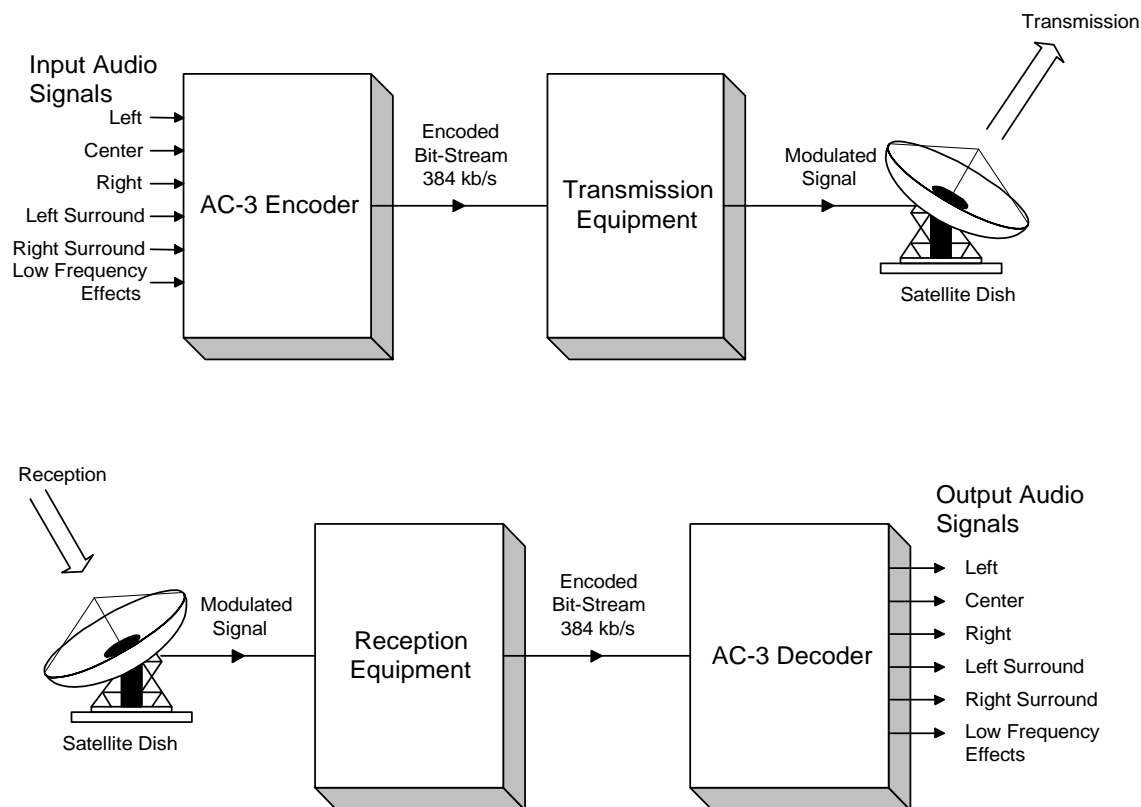 Transmission
Input Audio
Signals
Left
Center
Right
Left Surround
Right Surround
Low Frequency
Effects
AC-3 Encoder
Encoded
Bit-Stream
384 kb/s
Transmission
Equipment
Modulated
Signal
Satellite Dish
Reception
Satellite Dish
Modulated
Signal
Reception
Equipment
Encoded
Bit-Stream
384 kb/s
AC-3 Decoder
Output Audio
Signals
Left
Center
Right
Left Surround
Right Surround
Low Frequency
Effects